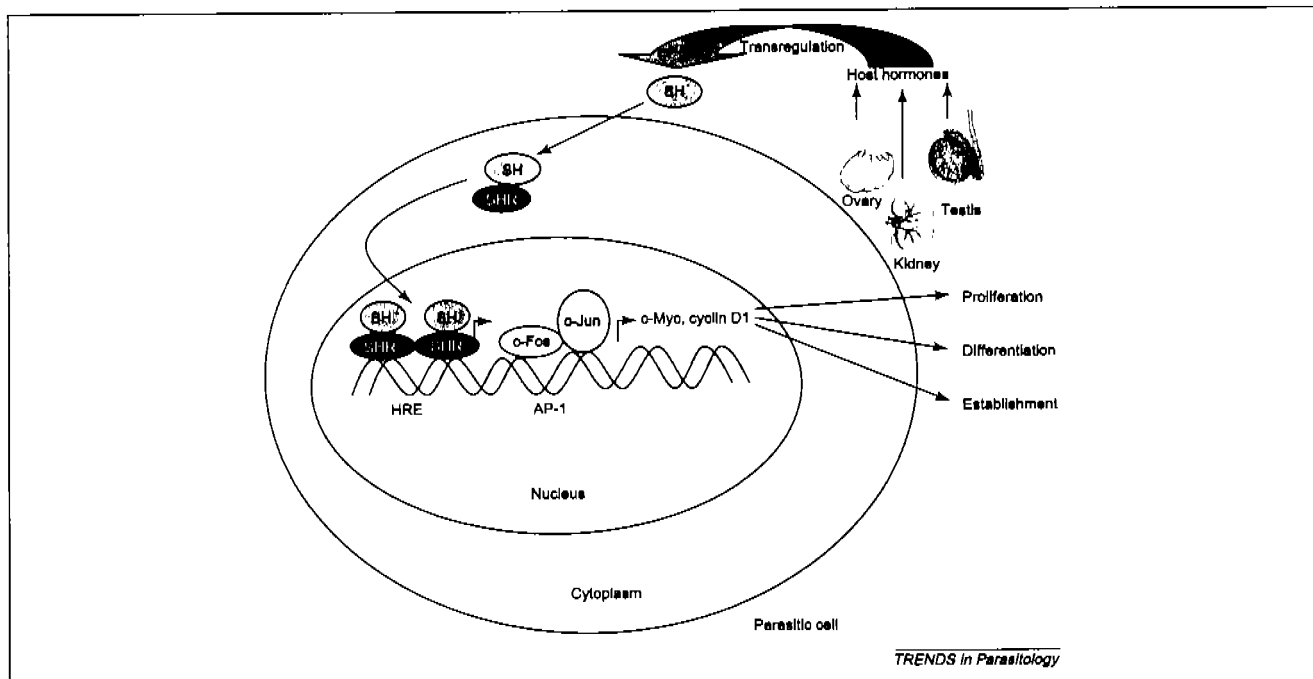 Transregulation
Host hormones
SH
SH
SHR
Ovary
Testis
Kidney
SH
SH
SHR
SHR
c-Fos
c-Jun
c-Myc, cyclin D1
Proliferation
Differentiation
Establishment
HRE
AP-1
Nucleus
Cytoplasm
Parasitic cell
TRENDS in Parasitology